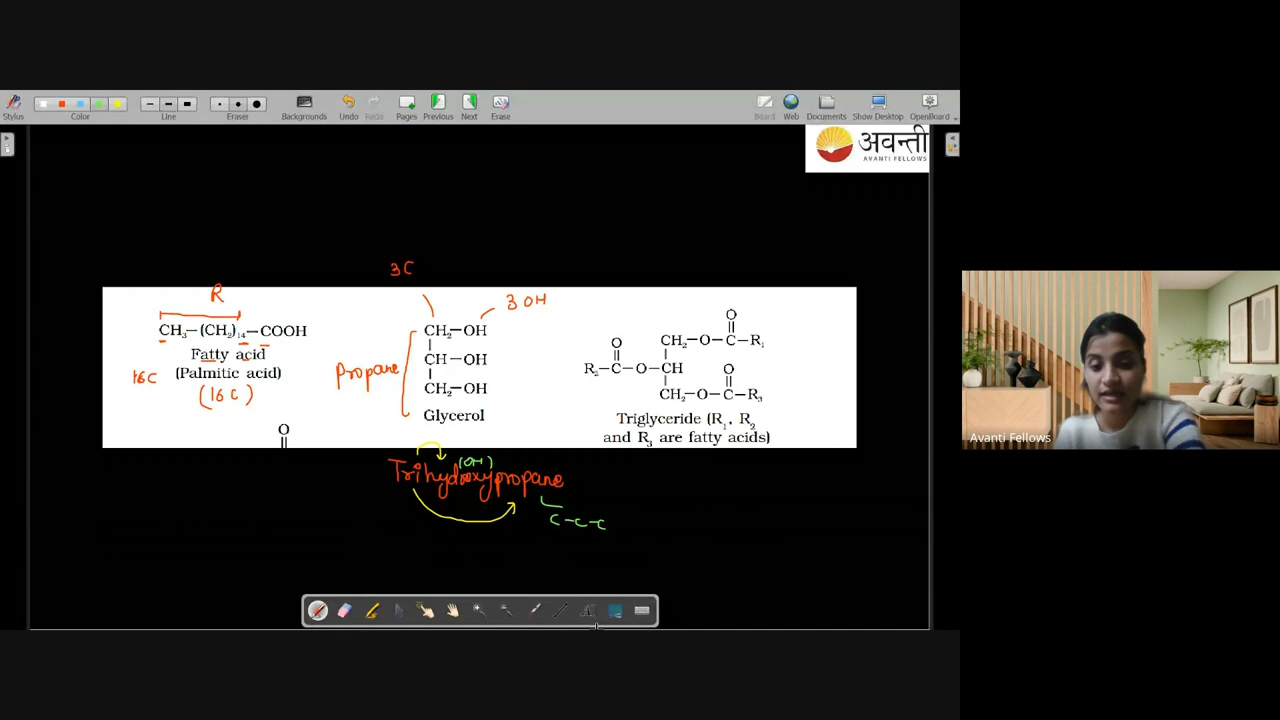 Stylus
Color
Line
Eraser
Backgrounds
Undo
Redo
Pages
Previous
Next
Erase
Board
Web
Documents
Show Desktop
OpenBoard
अवन्ती
AVANTI FELLOWS
3C
R
3 OH
CH₃–(CH₂)₁₄–COOH
Fatty acid
(Palmitic acid)
16C
(16 C)
O
Propane
CH₂–OH
CH–OH
CH₂–OH
Glycerol
O
O
CH₂–O–C–R₁
R₂–C–O–CH
O
CH₂–O–C–R₃
Triglyceride (R₁, R₂
and R₃ are fatty acids)
(OH)
Trihydroxypropane
C–C–C
Avanti Fellows